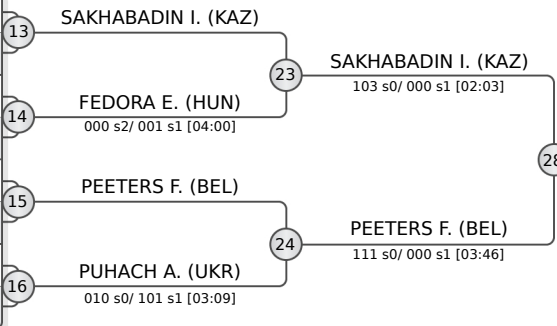 13
SAKHABADIN I. (KAZ)
23
SAKHABADIN I. (KAZ)
103 s0/ 000 s1 [02:03]
14
FEDORA E. (HUN)
000 s2/ 001 s1 [04:00]
28
15
PEETERS F. (BEL)
24
PEETERS F. (BEL)
111 s0/ 000 s1 [03:46]
16
PUHACH A. (UKR)
010 s0/ 101 s1 [03:09]